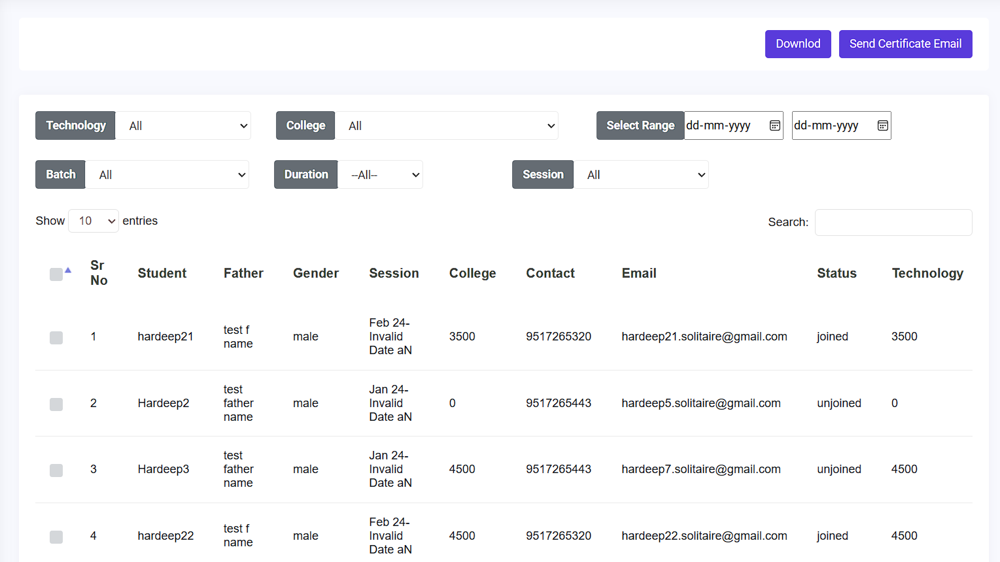 Downlod Send Certificate Email
Technology All College All Select Range dd-mm-yyyy dd-mm-yyyy
Batch All Duration --All-- Session All
Show 10 entries Search:
Sr No Student Father Gender Session College Contact Email Status Technology
1 hardeep21 test f name male Feb 24-Invalid Date aN 3500 9517265320 hardeep21.solitaire@gmail.com joined 3500
2 Hardeep2 test father name male Jan 24-Invalid Date aN 0 9517265443 hardeep5.solitaire@gmail.com unjoined 0
3 Hardeep3 test father name male Jan 24-Invalid Date aN 4500 9517265443 hardeep7.solitaire@gmail.com unjoined 4500
4 hardeep22 test f name male Feb 24-Invalid Date aN 4500 9517265320 hardeep22.solitaire@gmail.com joined 4500